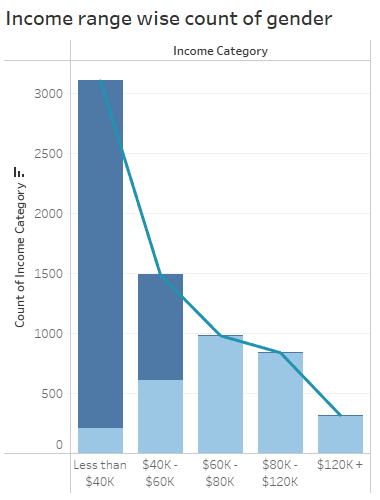 Income range wise count of gender
Income Category
Count of Income Category
3000
2500
2000
1500
1000
500
0
Less than $40K
$40K - $60K
$60K - $80K
$80K - $120K
$120K +